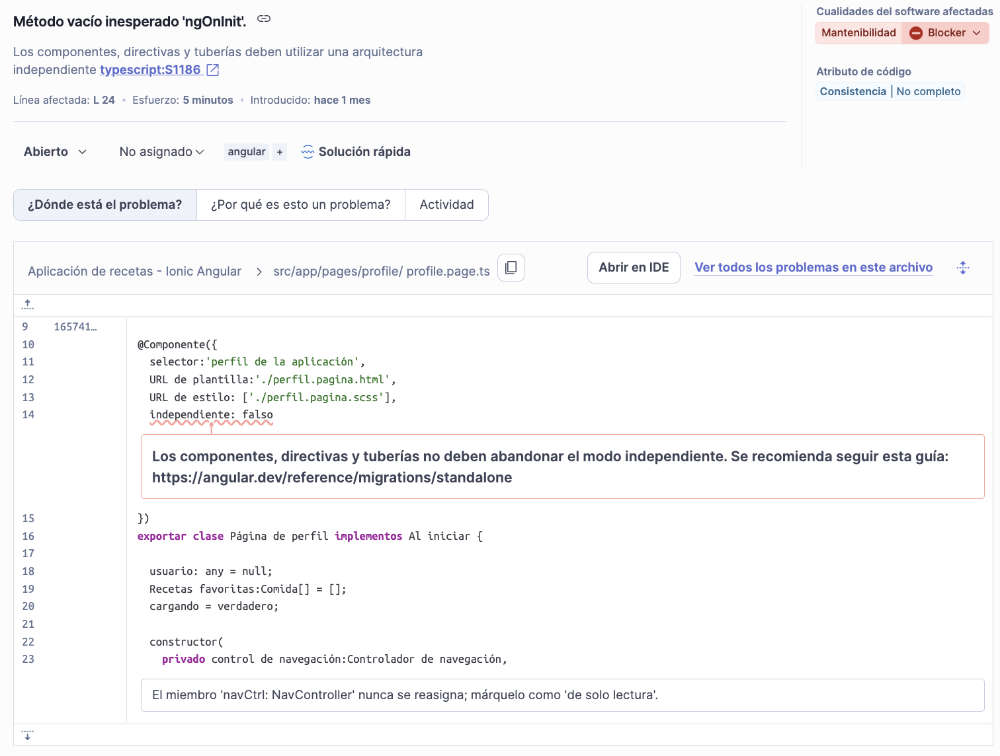 Método vacío inesperado 'ngOnInit'.
Los componentes, directivas y tuberías deben utilizar una arquitectura
independiente typescript:S1186
Línea afectada: L 24 • Esfuerzo: 5 minutos • Introducido: hace 1 mes
Cualidades del software afectadas
Mantenibilidad Blocker
Atributo de código
Consistencia | No completo
Abierto No asignado angular + Solución rápida
¿Dónde está el problema? ¿Por qué es esto un problema? Actividad
Aplicación de recetas - Ionic Angular > src/app/pages/profile/ profile.page.ts Abrir en IDE Ver todos los problemas en este archivo
9 165741…
10 @Componente({
11 selector:'perfil de la aplicación',
12 URL de plantilla:'./perfil.pagina.html',
13 URL de estilo: ['./perfil.pagina.scss'],
14 independiente: falso
Los componentes, directivas y tuberías no deben abandonar el modo independiente. Se recomienda seguir esta guía:
https://angular.dev/reference/migrations/standalone
15 })
16 exportar clase Página de perfil implementos Al iniciar {
17
18 usuario: any = null;
19 Recetas favoritas:Comida[] = [];
20 cargando = verdadero;
21
22 constructor(
23 privado control de navegación:Controlador de navegación,
El miembro 'navCtrl: NavController' nunca se reasigna; márquelo como 'de solo lectura'.